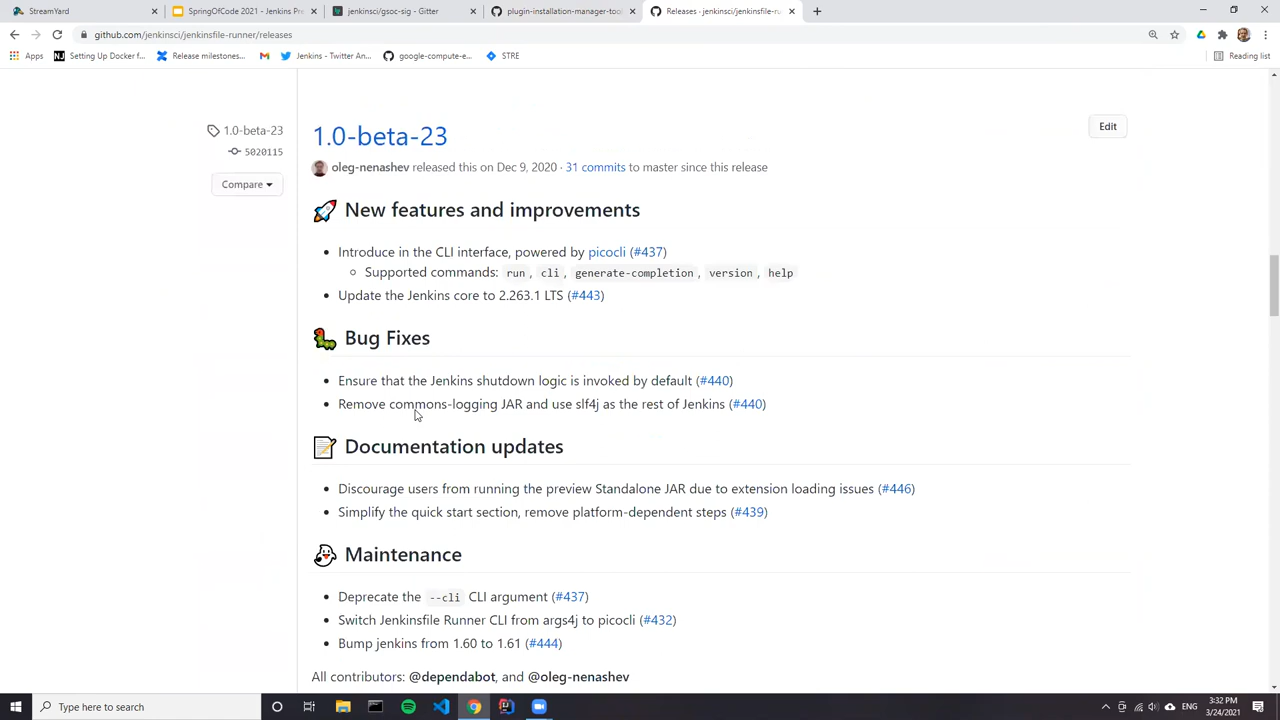 StreamYard
SpringOfCode 2021 - Jenkins Pre
jenkinsci/gsoc-sig - Gitter
plugin-installation-manager-tool
Releases · jenkinsci/jenkinsfile-ru
github.com/jenkinsci/jenkinsfile-runner/releases
Apps
Setting Up Docker f...
Release milestones...
Jenkins - Twitter An...
google-compute-e...
STRE
Reading list
1.0-beta-23
5020115
Compare
1.0-beta-23
Edit
oleg-nenashev released this on Dec 9, 2020 · 31 commits to master since this release
New features and improvements
Introduce in the CLI interface, powered by picocli (#437)
Supported commands: run, cli, generate-completion, version, help
Update the Jenkins core to 2.263.1 LTS (#443)
Bug Fixes
Ensure that the Jenkins shutdown logic is invoked by default (#440)
Remove commons-logging JAR and use slf4j as the rest of Jenkins (#440)
Documentation updates
Discourage users from running the preview Standalone JAR due to extension loading issues (#446)
Simplify the quick start section, remove platform-dependent steps (#439)
Maintenance
Deprecate the --cli CLI argument (#437)
Switch Jenkinsfile Runner CLI from args4j to picocli (#432)
Bump jenkins from 1.60 to 1.61 (#444)
All contributors: @dependabot, and @oleg-nenashev
Type here to search
ENG
3:32 PM
3/24/2021